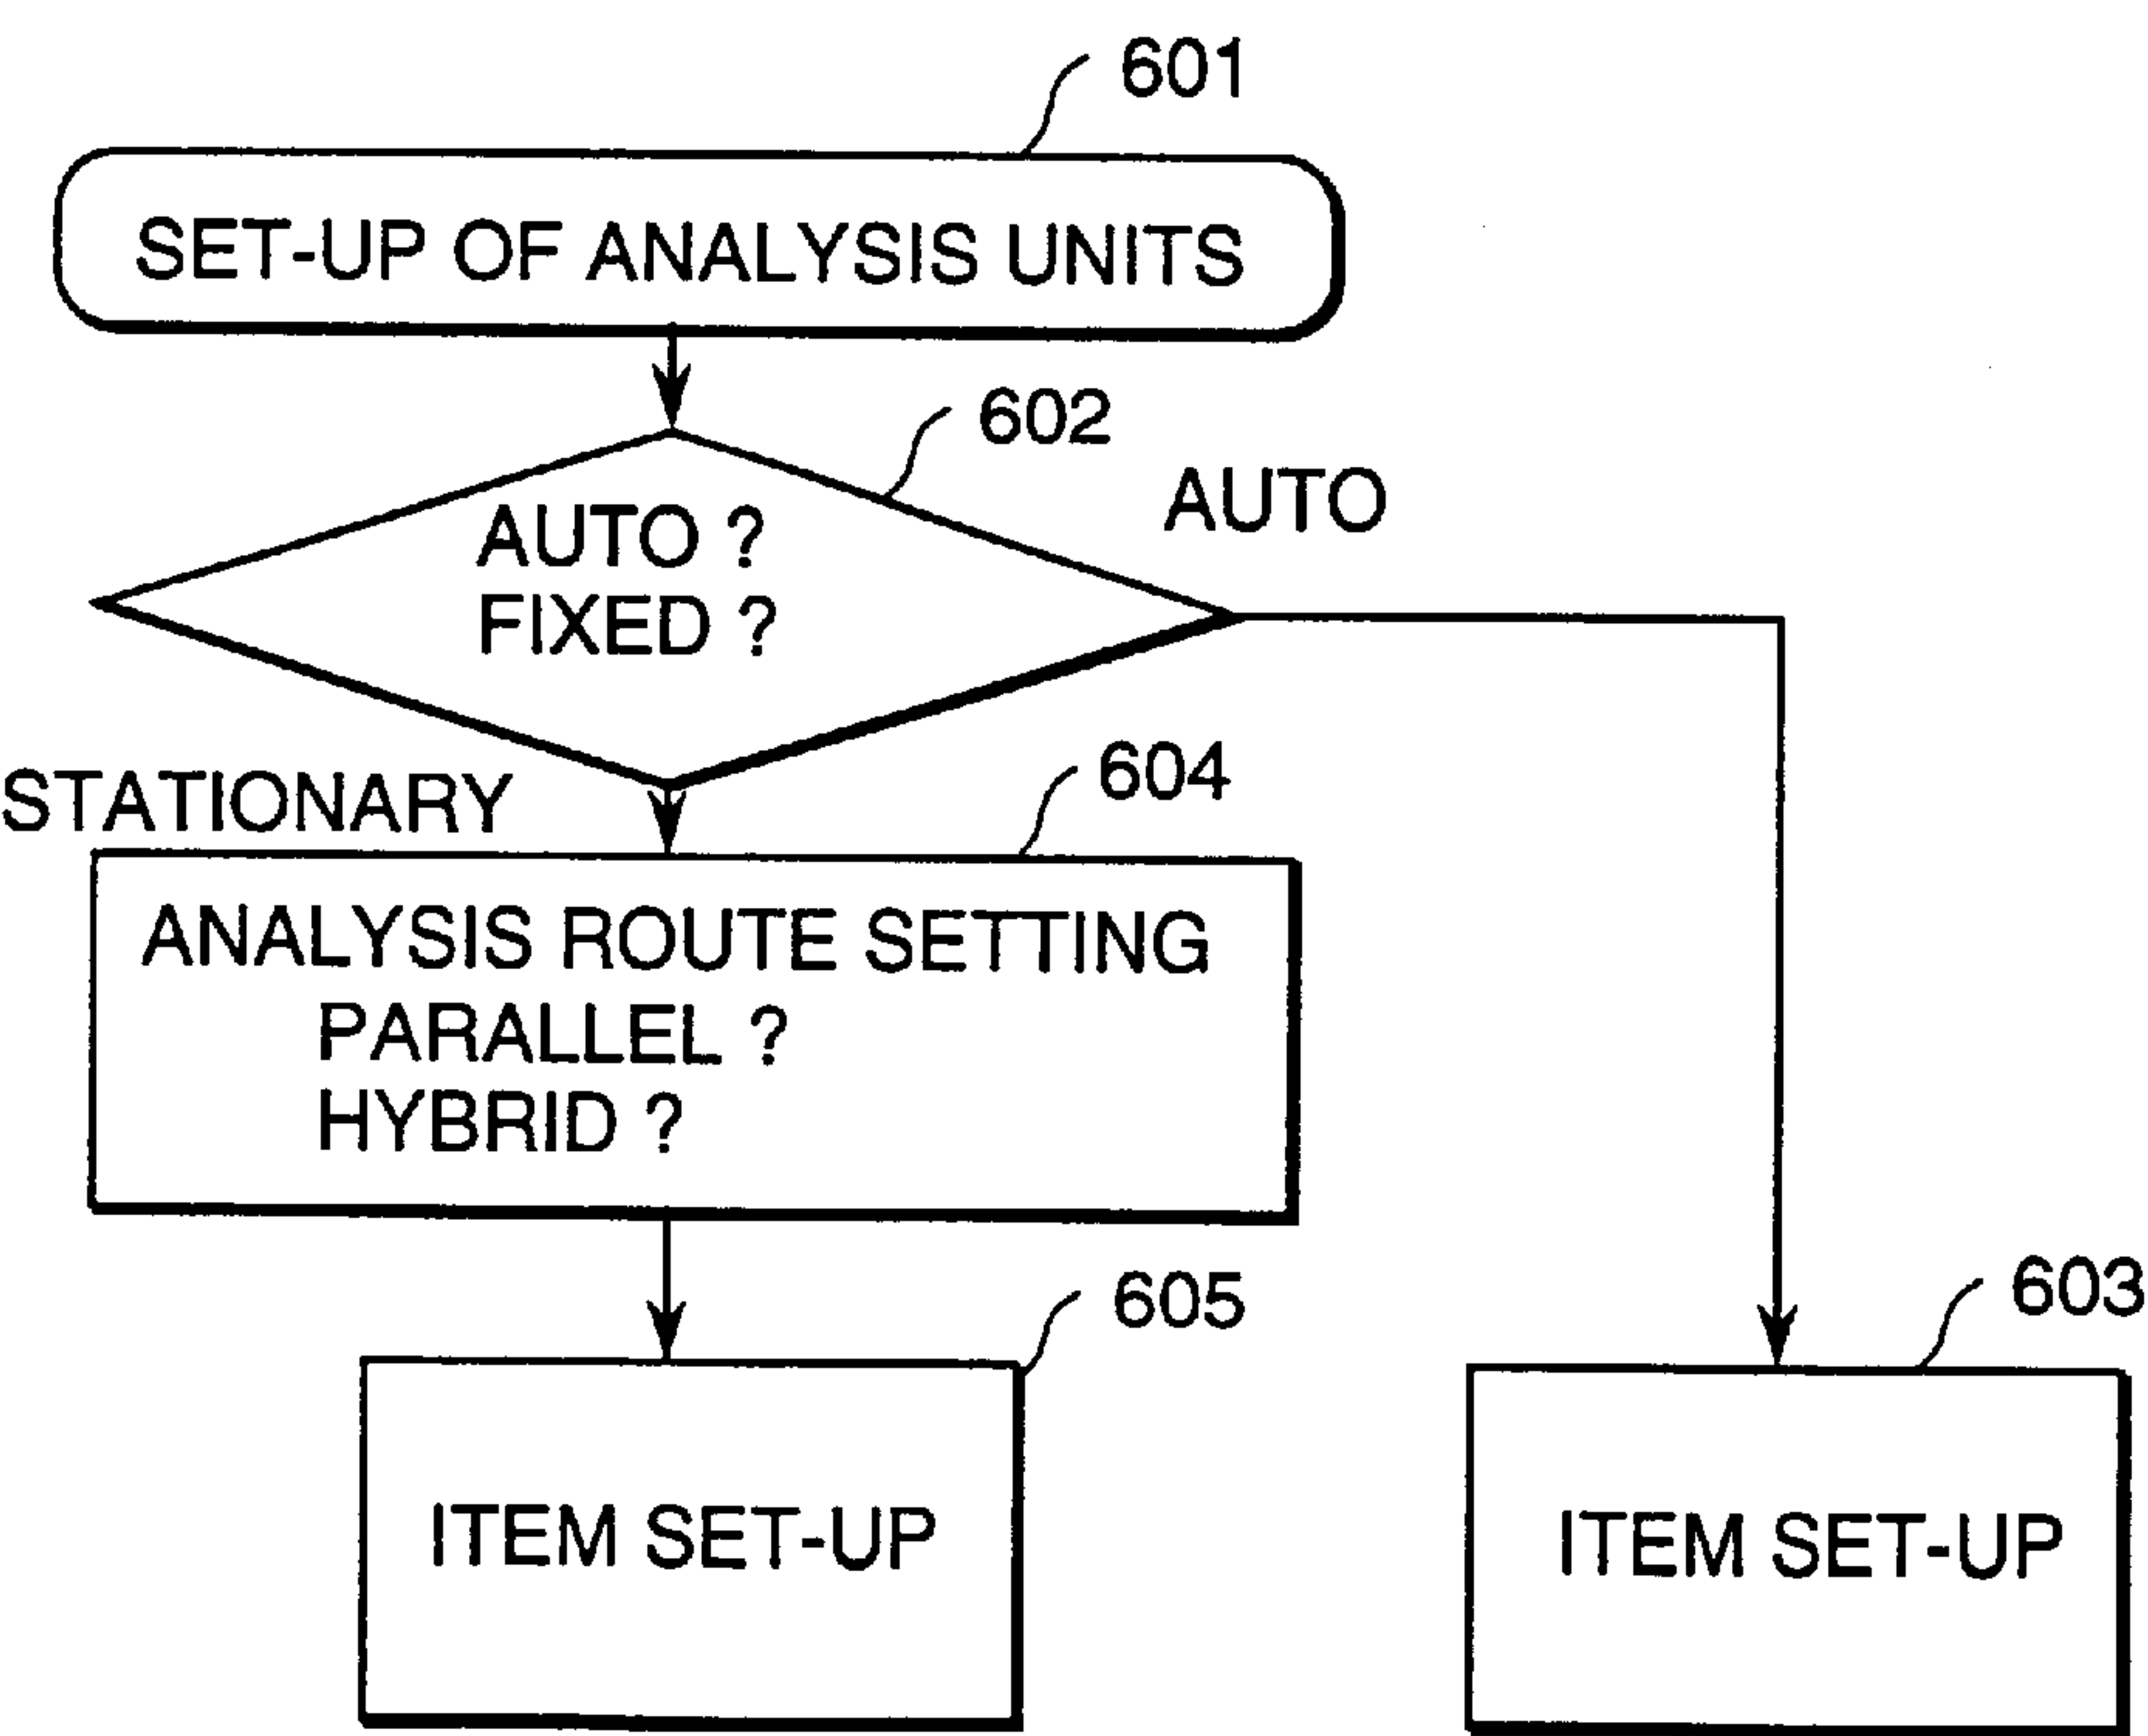 601
SET-UP OF ANALYSIS UNITS
602
AUTO
AUTO ?
FIXED ?
STATIONARY
604
ANALYSIS ROUTE SETTING
PARALLEL ?
HYBRID ?
605
603
ITEM SET-UP
ITEM SET-UP